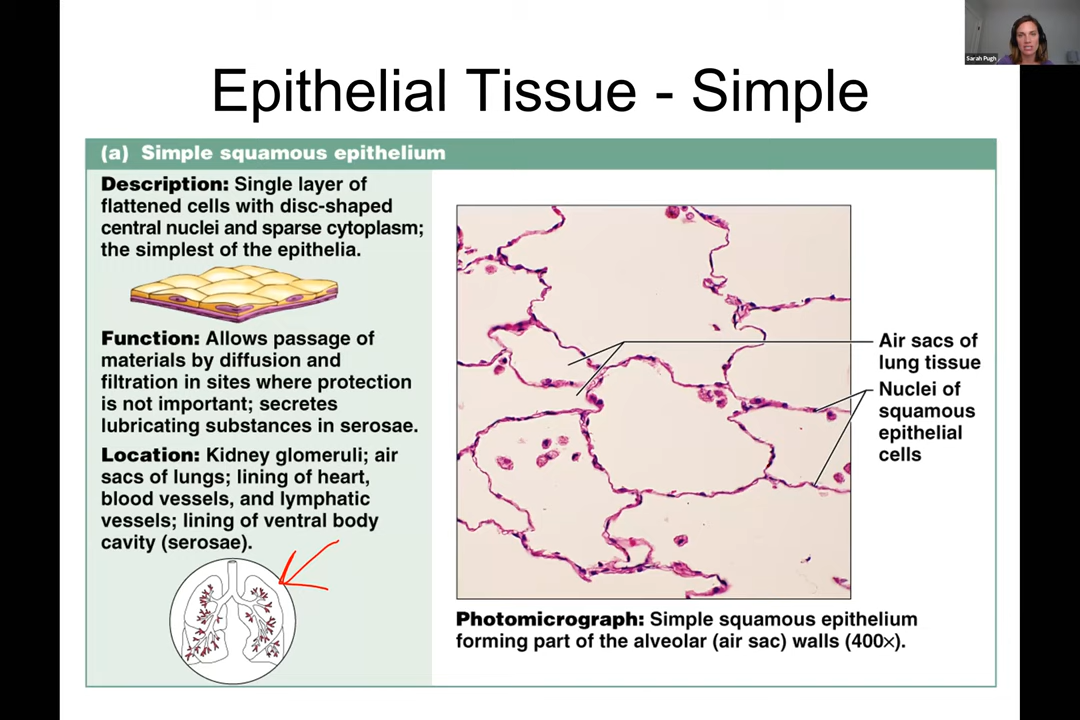 Sarah Pugh
Epithelial Tissue - Simple
(a) Simple squamous epithelium
Description: Single layer of
flattened cells with disc-shaped
central nuclei and sparse cytoplasm;
the simplest of the epithelia.
Function: Allows passage of
materials by diffusion and
filtration in sites where protection
is not important; secretes
lubricating substances in serosae.
Location: Kidney glomeruli; air
sacs of lungs; lining of heart,
blood vessels, and lymphatic
vessels; lining of ventral body
cavity (serosae).
Air sacs of
lung tissue
Nuclei of
squamous
epithelial
cells
Photomicrograph: Simple squamous epithelium
forming part of the alveolar (air sac) walls (400×).